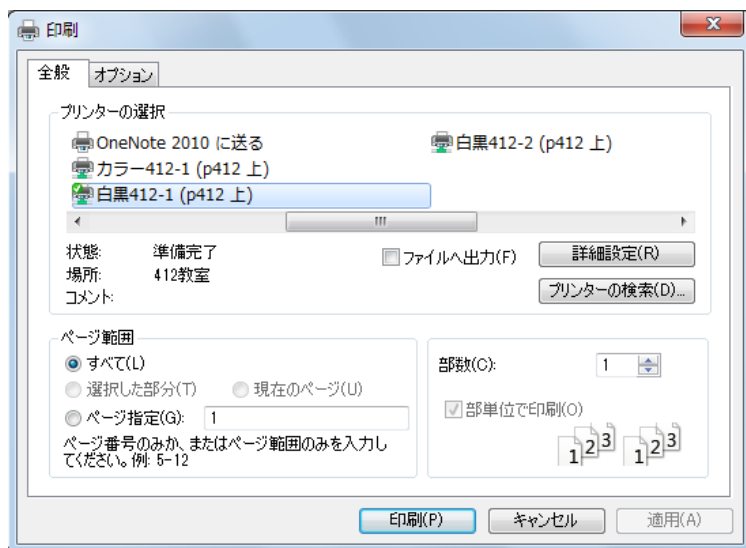 印刷
全般 オプション
プリンターの選択
OneNote 2010 に送る 白黒412-2 (p412 上)
カラー412-1 (p412 上)
白黒412-1 (p412 上)
状態: 準備完了 ファイルへ出力(F) 詳細設定(R)
場所: 412教室
コメント: プリンターの検索(D)...
ページ範囲
すべて(L) 部数(C): 1
選択した部分(T) 現在のページ(U)
ページ指定(G): 1 部単位で印刷(O)
ページ番号のみか、またはページ範囲のみを入力し
てください。例: 5-12
1 2 3 1 2 3
印刷(P) キャンセル 適用(A)